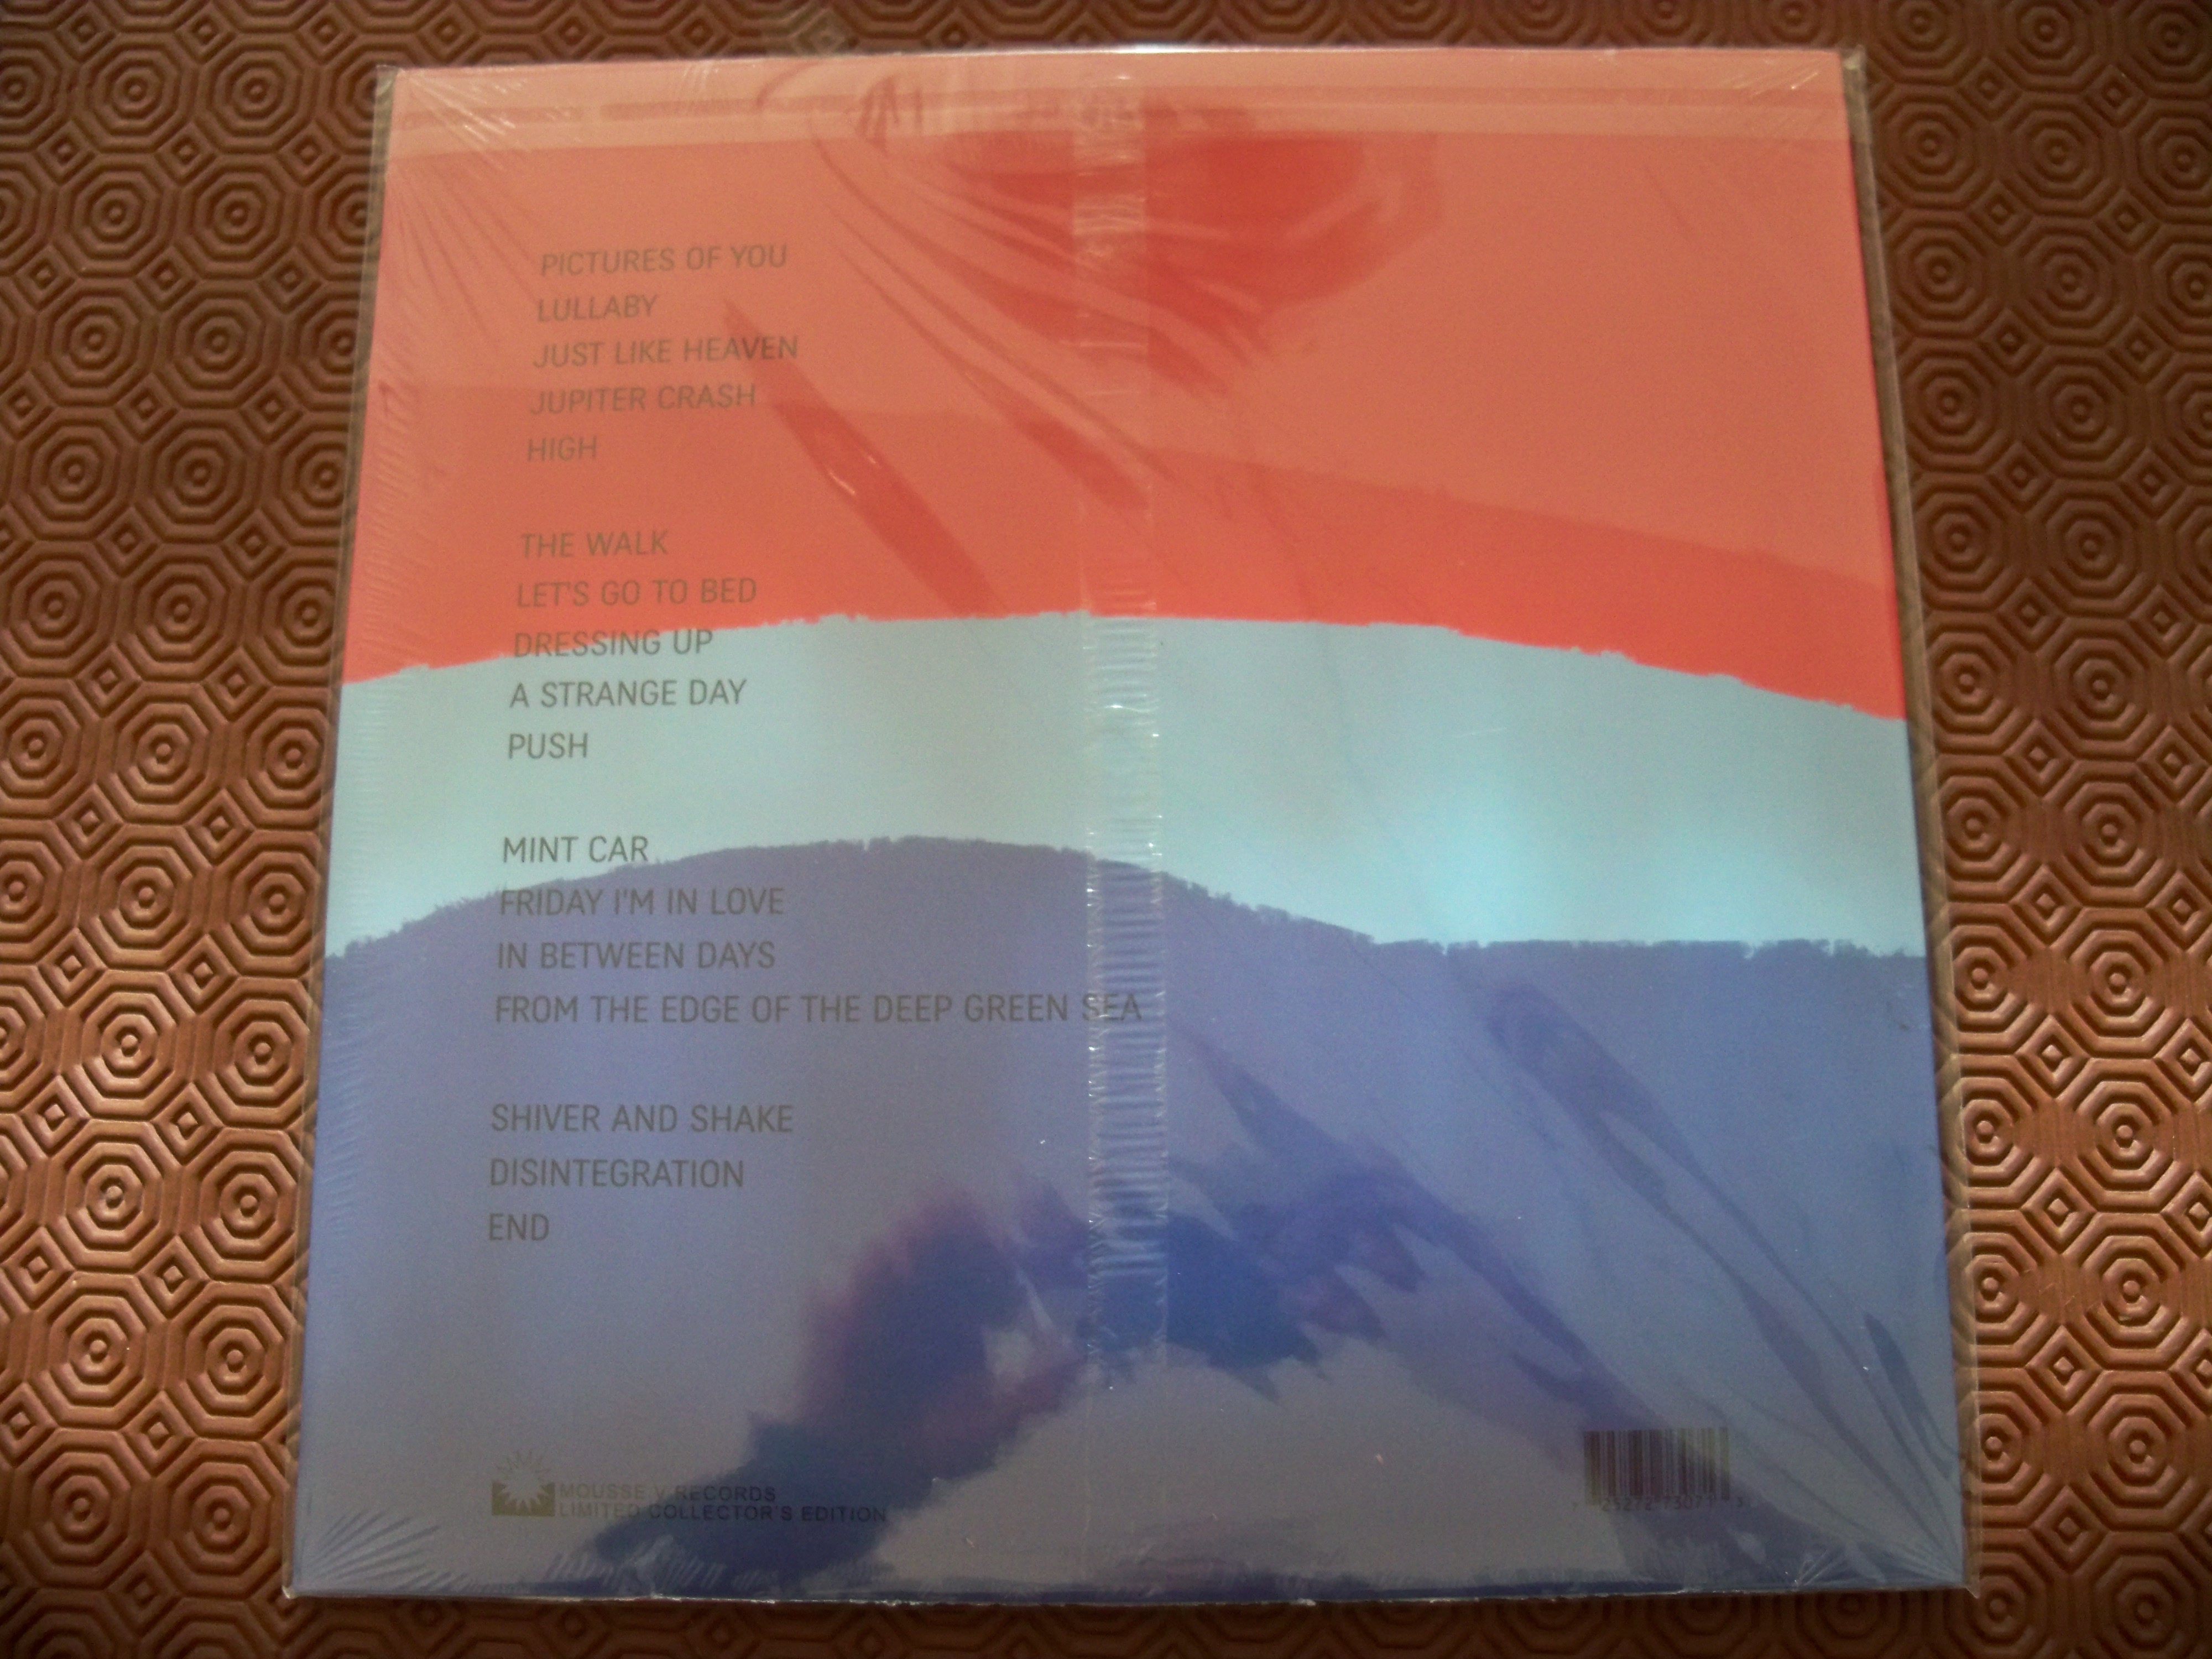 PICTURES OF YOU
LULLABY
JUST LIKE HEAVEN
JUPITER CRASH
HIGH
THE WALK
LET'S GO TO BED
DRESSING UP
A STRANGE DAY
PUSH
MINT CAR
FRIDAY I'M IN LOVE
IN BETWEEN DAYS
FROM THE EDGE OF THE DEEP GREEN SEA
SHIVER AND SHAKE
DISINTEGRATION
END
MOUSSE V RECORDS
LIMITED COLLECTOR'S EDITION